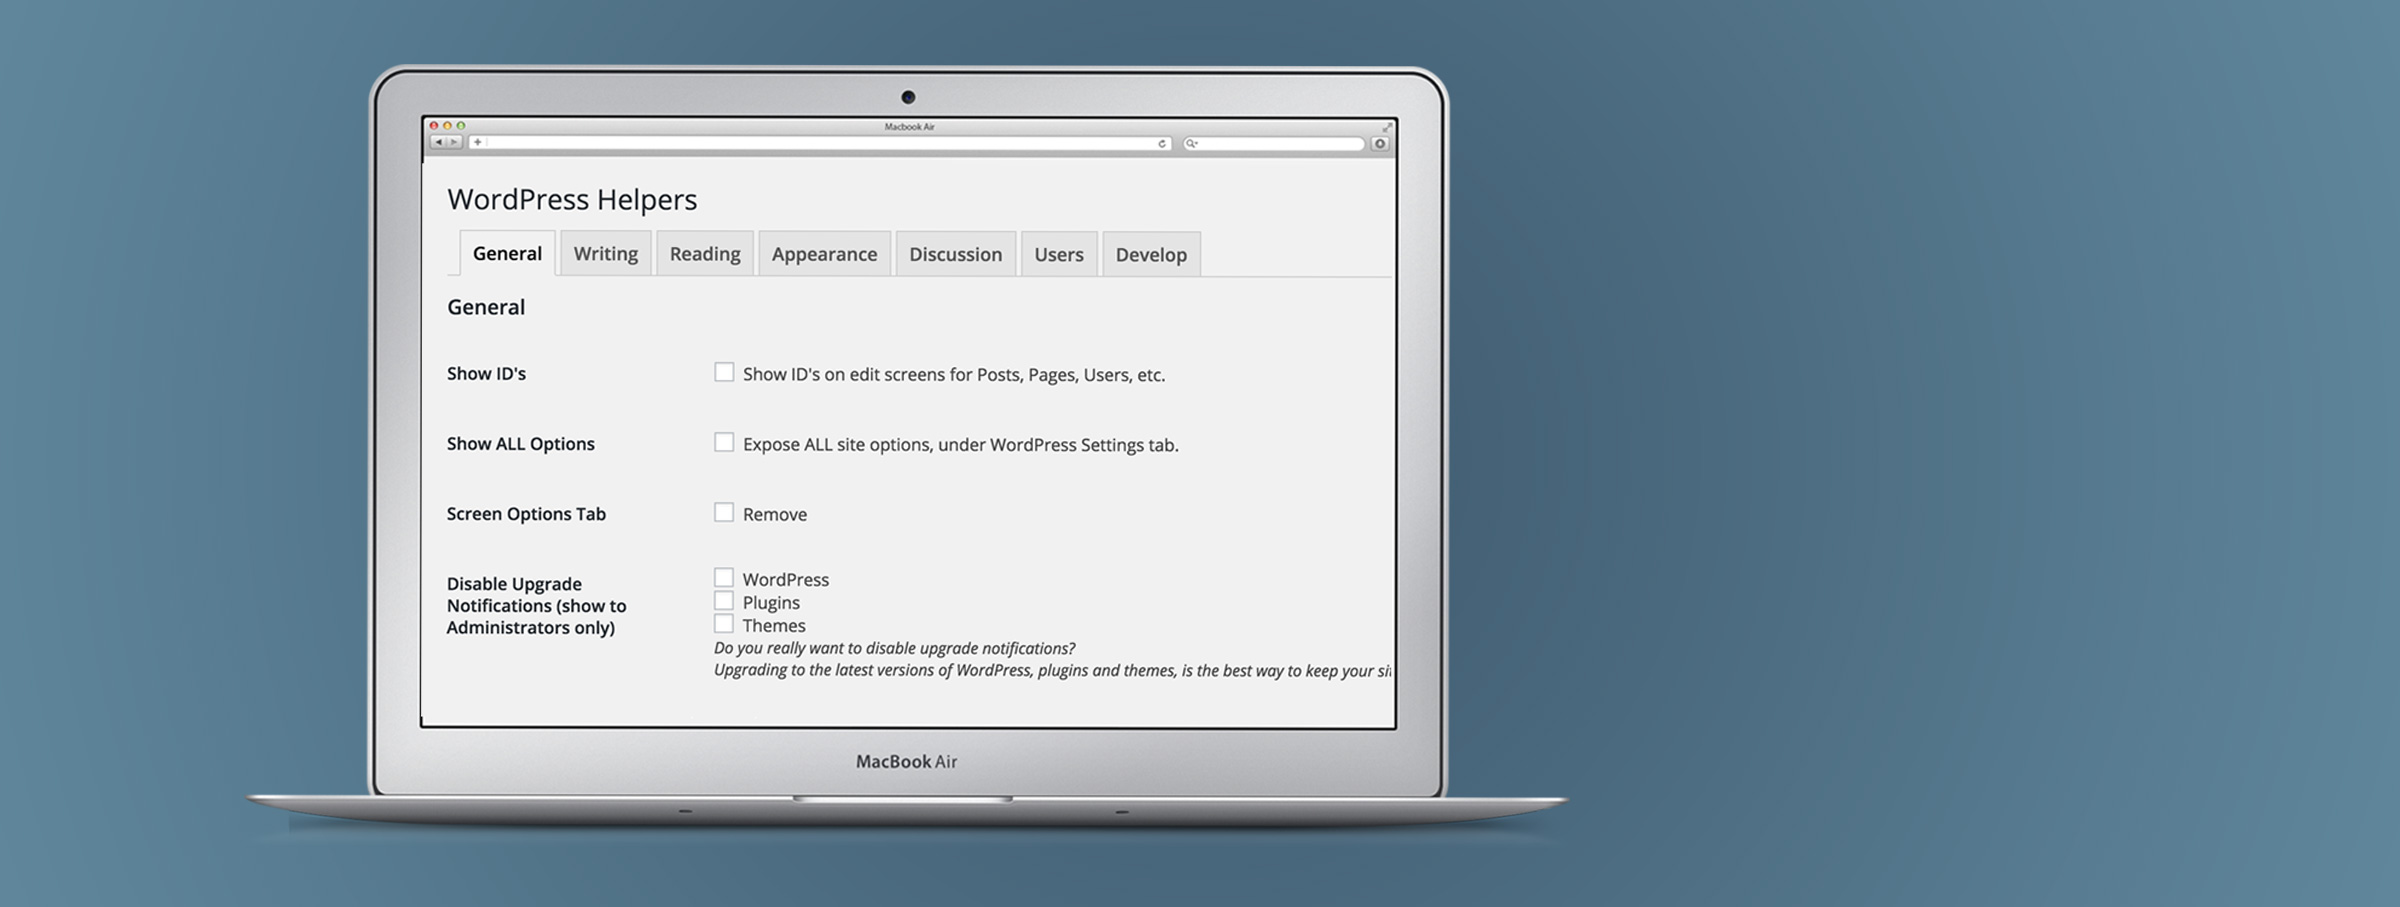 Macbook Air
WordPress Helpers
General Writing Reading Appearance Discussion Users Develop
General
Show ID's Show ID's on edit screens for Posts, Pages, Users, etc.
Show ALL Options Expose ALL site options, under WordPress Settings tab.
Screen Options Tab Remove
Disable Upgrade
Notifications (show to
Administrators only)
WordPress
Plugins
Themes
Do you really want to disable upgrade notifications?
Upgrading to the latest versions of WordPress, plugins and themes, is the best way to keep your
MacBook Air